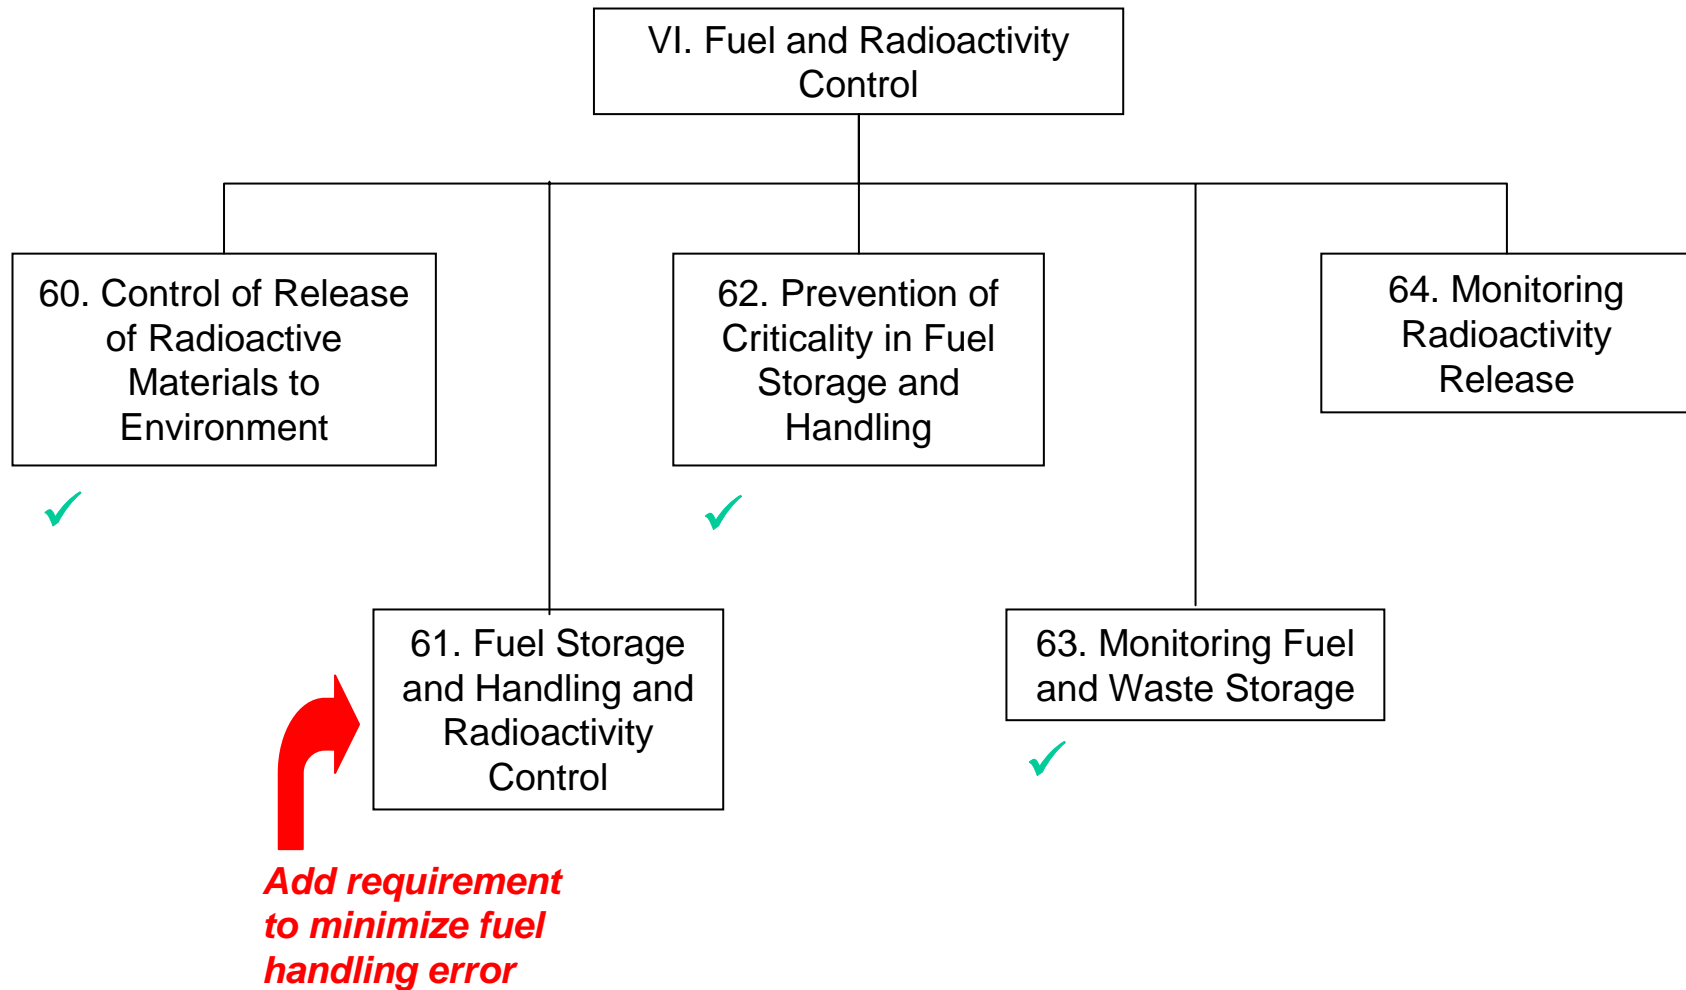 VI. Fuel and Radioactivity
Control
60. Control of Release
of Radioactive
Materials to
Environment
62. Prevention of
Criticality in Fuel
Storage and
Handling
64. Monitoring
Radioactivity
Release
61. Fuel Storage
and Handling and
Radioactivity
Control
63. Monitoring Fuel
and Waste Storage
Add requirement
to minimize fuel
handling error